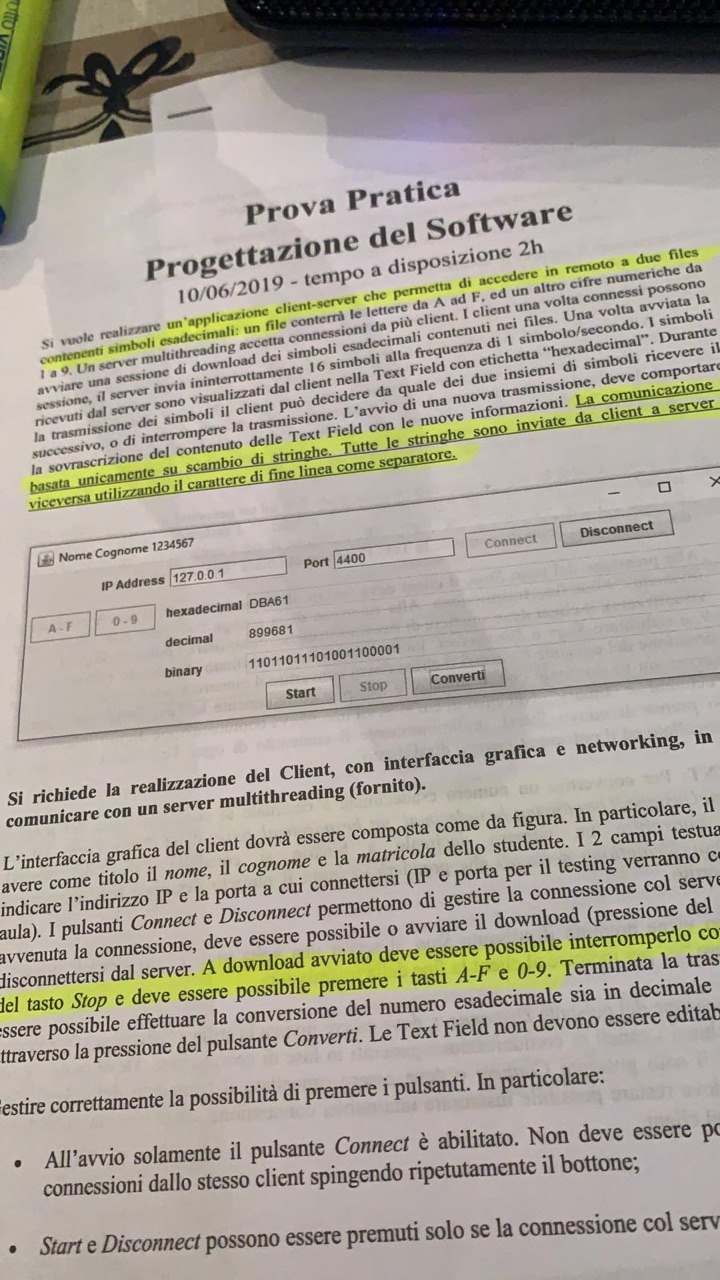 Prova Pratica
Progettazione del Software
10/06/2019 - tempo a disposizione 2h
Si vuole realizzare un'applicazione client-server che permetta di accedere in remoto a due files
contenenti simboli esadecimali: un file conterrà le lettere da A ad F, ed un altro cifre numeriche da
1 a 9. Un server multithreading accetta connessioni da più client. I client una volta connessi possono
avviare una sessione di download dei simboli esadecimali contenuti nei files. Una volta avviata la
sessione, il server invia ininterrottamente 16 simboli alla frequenza di 1 simbolo/secondo. I simboli
ricevuti dal server sono visualizzati dal client nella Text Field con etichetta “hexadecimal”. Durante
la trasmissione dei simboli il client può decidere da quale dei due insiemi di simboli ricevere il
successivo, o di interrompere la trasmissione. L'avvio di una nuova trasmissione, deve comportare
la sovrascrizione del contenuto delle Text Field con le nuove informazioni. La comunicazione
basata unicamente su scambio di stringhe. Tutte le stringhe sono inviate da client a server
viceversa utilizzando il carattere di fine linea come separatore.
Nome Cognome 1234567
IP Address 127.0.0.1 Port 4400 Connect Disconnect
A - F 0 - 9 hexadecimal DBA61
decimal 899681
binary 11011011101001100001
Start Stop Converti
Si richiede la realizzazione del Client, con interfaccia grafica e networking, in
comunicare con un server multithreading (fornito).
L'interfaccia grafica del client dovrà essere composta come da figura. In particolare, il
avere come titolo il nome, il cognome e la matricola dello studente. I 2 campi testua
indicare l'indirizzo IP e la porta a cui connettersi (IP e porta per il testing verranno co
aula). I pulsanti Connect e Disconnect permettono di gestire la connessione col serve
avvenuta la connessione, deve essere possibile o avviare il download (pressione del
disconnettersi dal server. A download avviato deve essere possibile interromperlo co
del tasto Stop e deve essere possibile premere i tasti A-F e 0-9. Terminata la tras
essere possibile effettuare la conversione del numero esadecimale sia in decimale
ttraverso la pressione del pulsante Converti. Le Text Field non devono essere editab
estire correttamente la possibilità di premere i pulsanti. In particolare:
• All'avvio solamente il pulsante Connect è abilitato. Non deve essere po
connessioni dallo stesso client spingendo ripetutamente il bottone;
• Start e Disconnect possono essere premuti solo se la connessione col serv